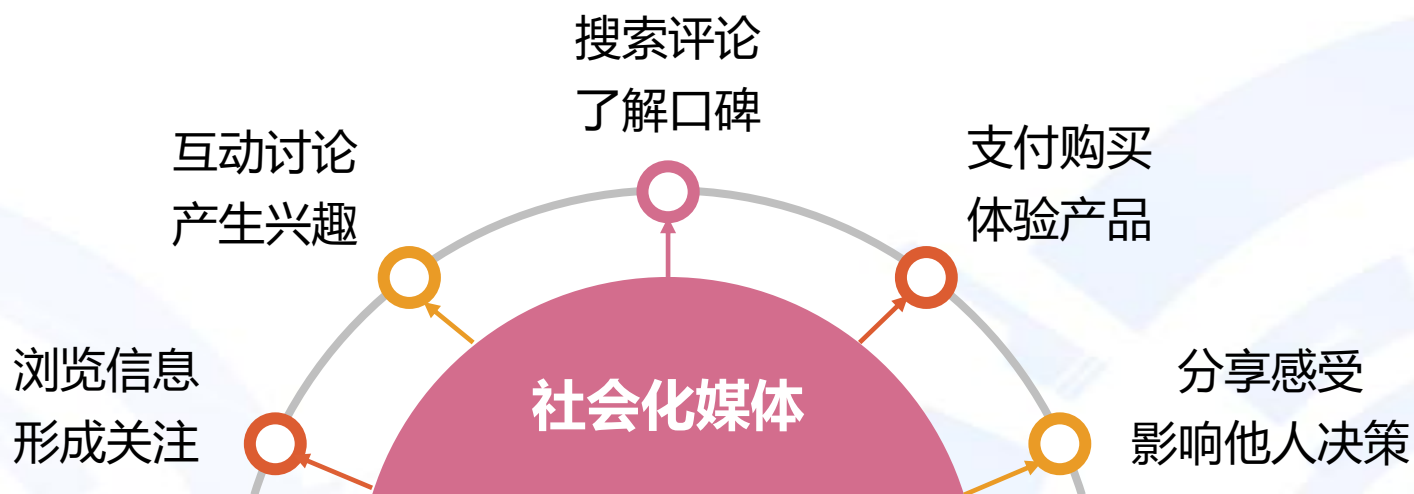 搜索评论
了解口碑
互动讨论
产生兴趣
支付购买
体验产品
浏览信息
形成关注
社会化媒体
分享感受
影响他人决策